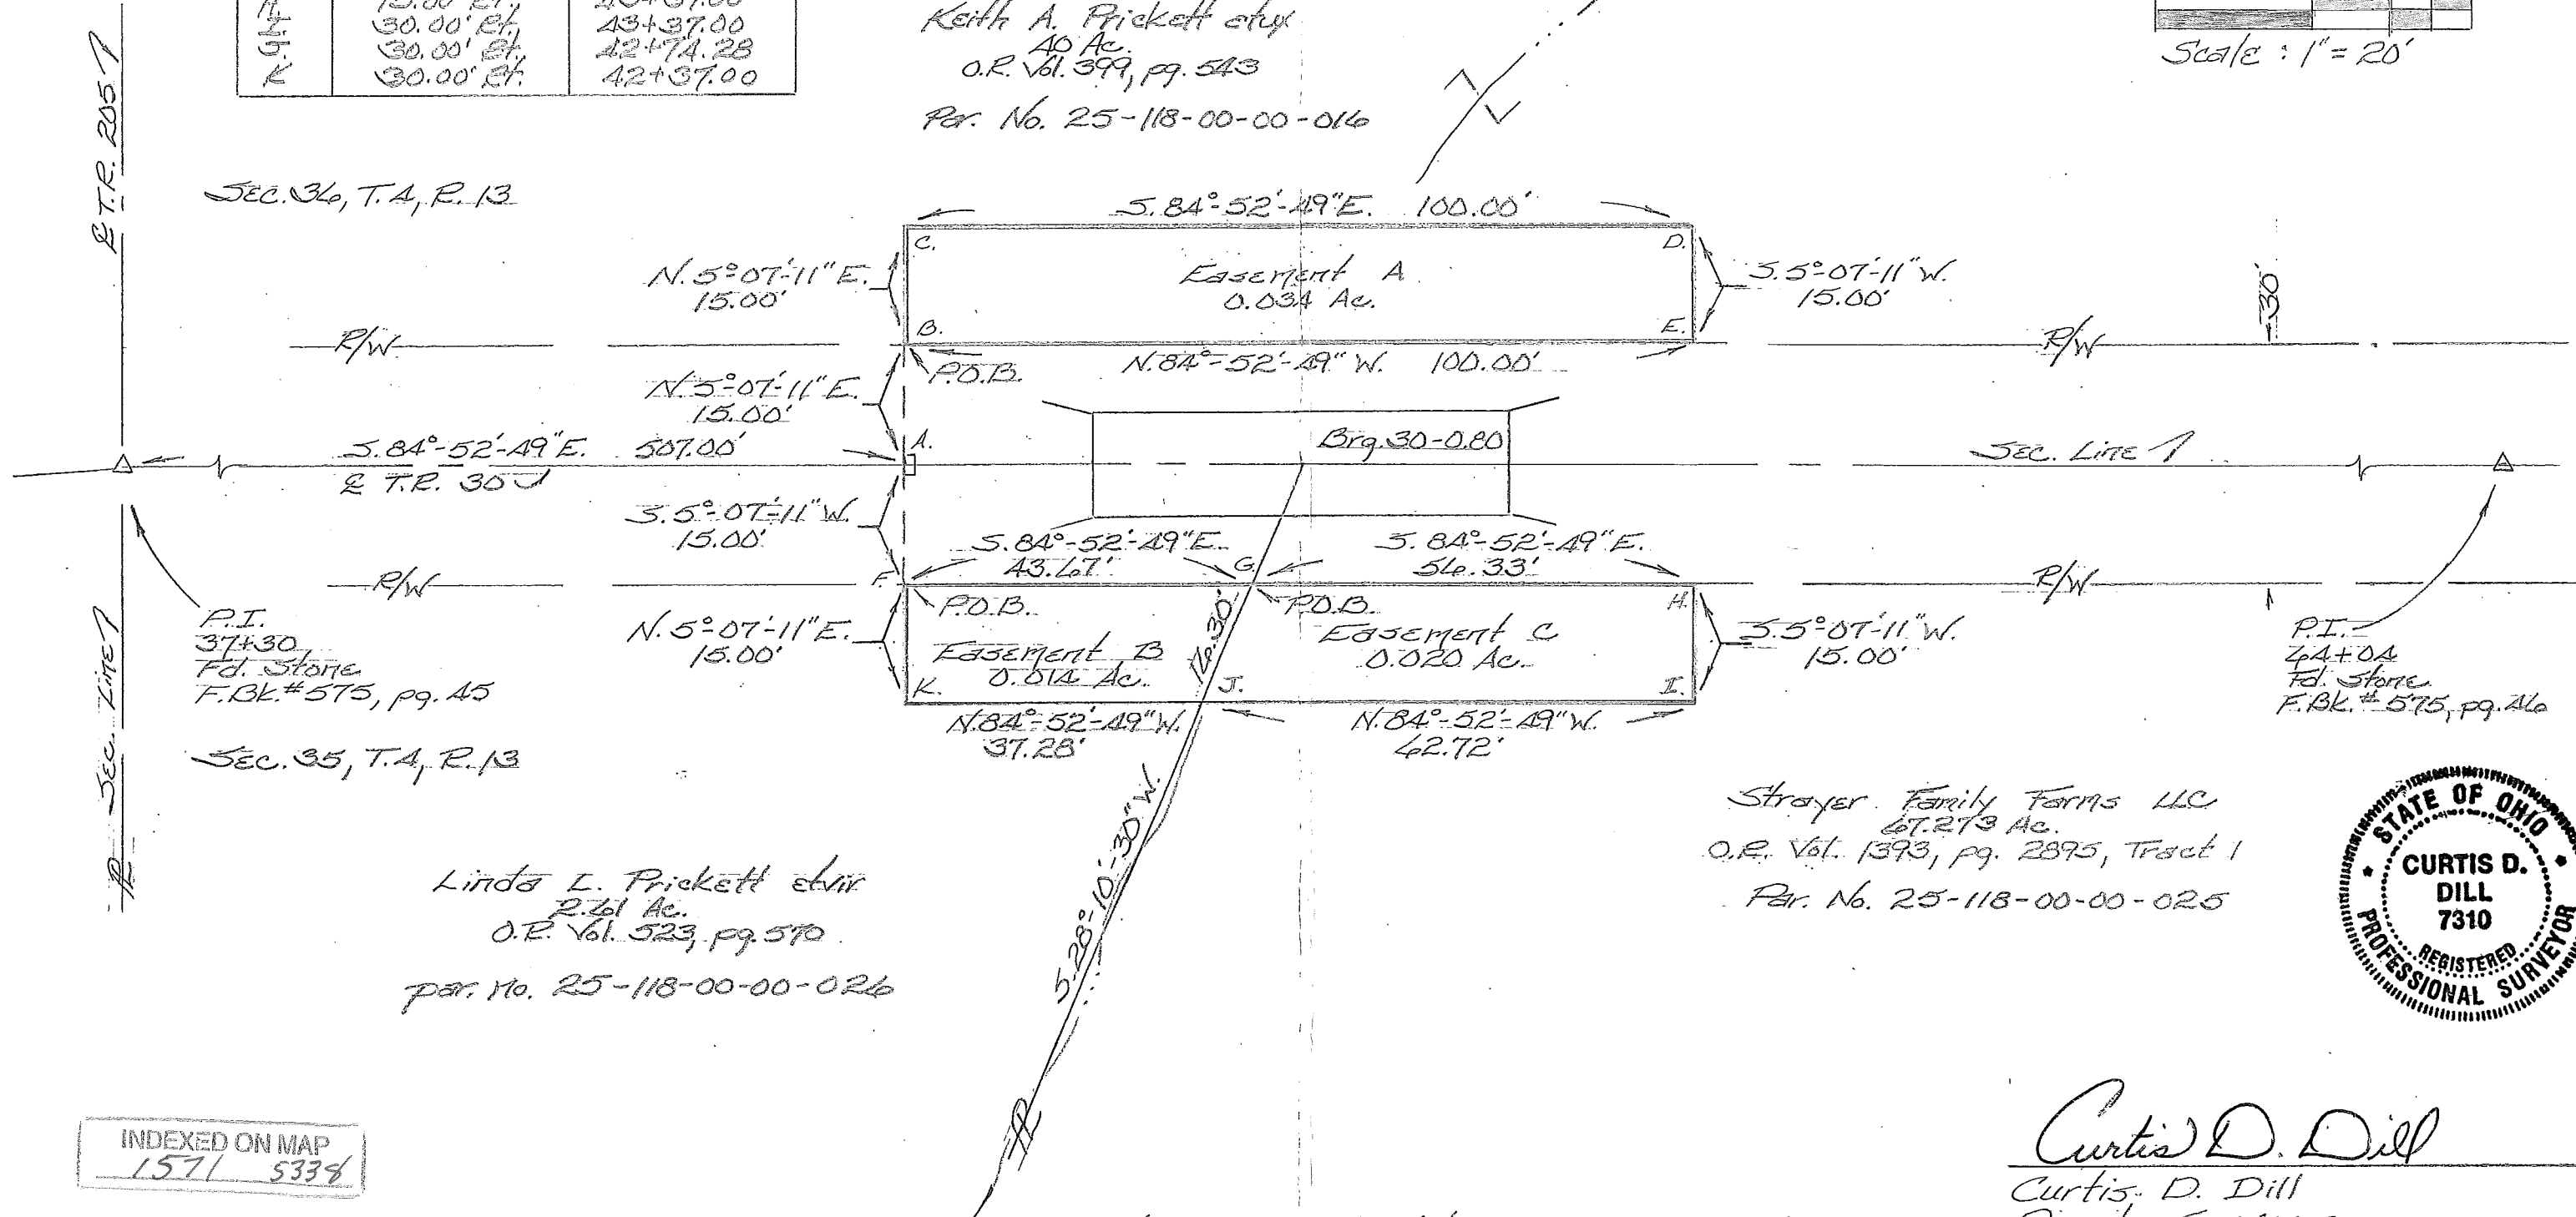 H. 15.00' Rt. 43+37.00
I. 30.00' Rt. 43+37.00
J. 30.00' Rt. 42+74.28
K 30.00' Rt. 42+37.00
Keith A. Prickett etux
40 Ac.
O.R. Vol. 399, pg. 543
Par. No. 25-118-00-00-016
Scale : 1" = 20'
℄ T.R. 205
Sec. 36, T.4, R.13
S.84°-52'-49"E. 100.00'
C.
D.
N.5°-07'-11"E.
15.00'
Easement A
0.034 Ac.
S.5°-07'-11"W.
15.00'
30'
B.
E.
R/W
P.O.B.
N.84°-52'-49"W. 100.00'
R/W
N.5°-07'-11"E.
15.00'
A.
Brg.30-0.80
S.84°-52'-49"E. 507.00'
℄ T.R. 30
Sec. Line
S.5°-07'-11"W.
15.00'
S.84°-52'-49"E.
43.67'
S.84°-52'-49"E.
56.33'
F.
G.
R/W
R/W
P.O.B.
P.O.B.
H.
N.5°-07'-11"E.
15.00'
Easement B
0.014 Ac.
16.30'
Easement C
0.020 Ac.
S.5°-07'-11"W.
15.00'
P.I.
37+30
Fd. Stone
F.Bk.#575, pg.45
P.I.
64+04
Fd. Stone
F.Bk.#575, pg.46
K.
J.
I.
N.84°-52'-49"W.
37.28'
N.84°-52'-49"W.
62.72'
Sec. Line
Sec. 35, T.4, R.13
S.28°-10'-30"W.
Linda L. Prickett etvir
2.61 Ac.
O.R. Vol. 523, pg. 570
par. No. 25-118-00-00-026
Strayer Family Farms LLC
67.273 Ac.
O.R. Vol. 1393, pg. 2895, Tract 1
Par. No. 25-118-00-00-025
STATE OF OHIO
CURTIS D.
DILL
7310
REGISTERED
PROFESSIONAL SURVEYOR
INDEXED ON MAP
1571 5338
Curtis D. Dill
Curtis, D. Dill